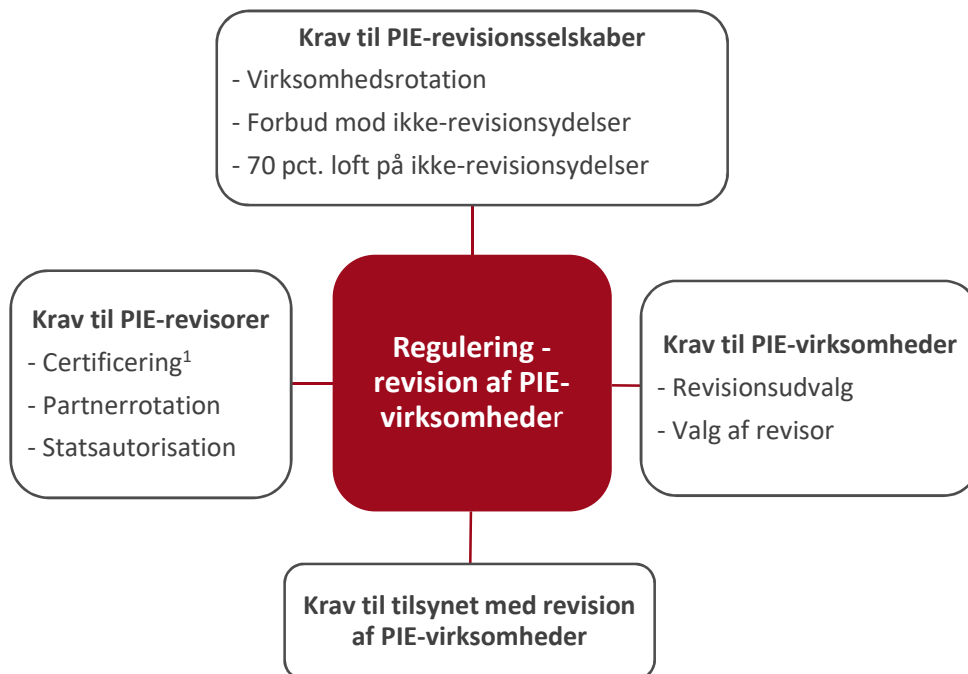 Krav til PIE-revisionsselskaber
- Virksomhedsrotation
- Forbud mod ikke-revisionsydelser
- 70 pct. loft på ikke-revisionsydelser
Krav til PIE-revisorer
- Certificering¹
- Partnerrotation
- Statsautorisation
Regulering -
revision af PIE-
virksomheder
Krav til PIE-virksomheder
- Revisionsudvalg
- Valg af revisor
Krav til tilsynet med revision
af PIE-virksomheder